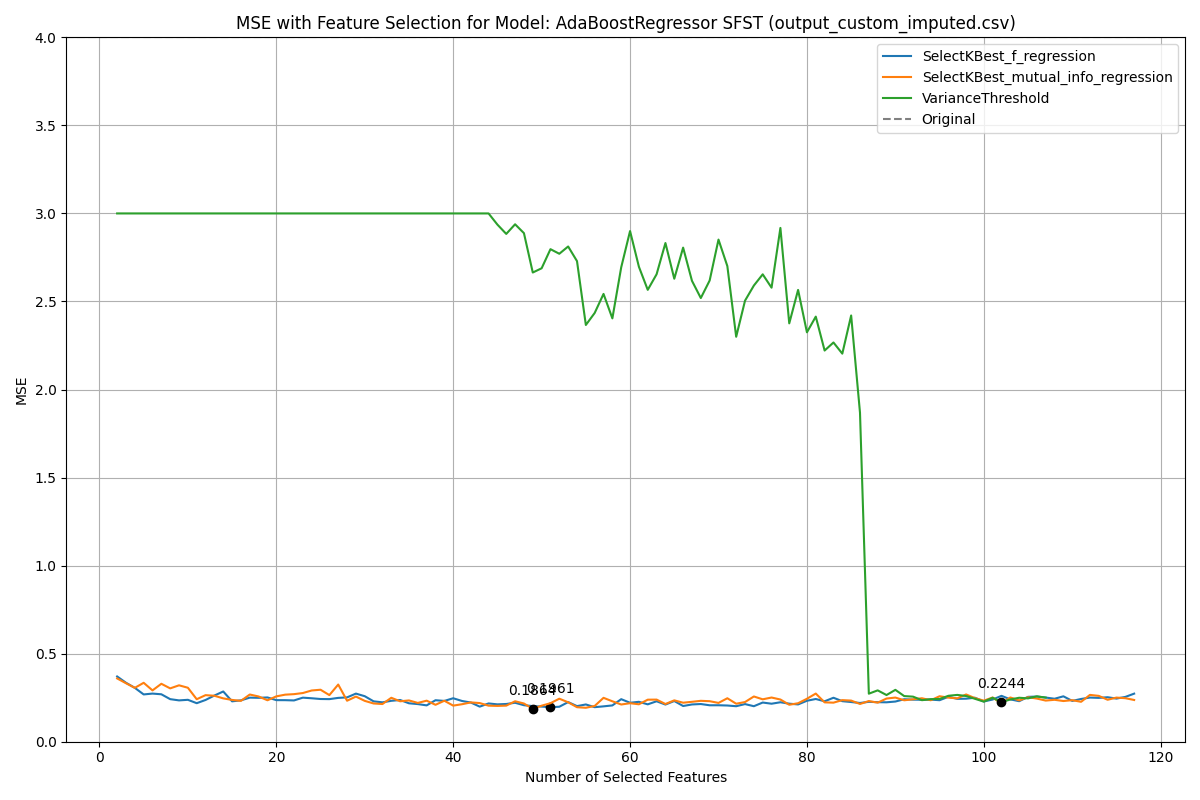 MSE with Feature Selection for Model: AdaBoostRegressor SFST (output_custom_imputed.csv)
SelectKBest_f_regression
SelectKBest_mutual_info_regression
VarianceThreshold
Original
MSE
4.0
3.5
3.0
2.5
2.0
1.5
1.0
0.5
0.0
0.1864
0.1961
0.2244
0
20
40
60
80
100
120
Number of Selected Features